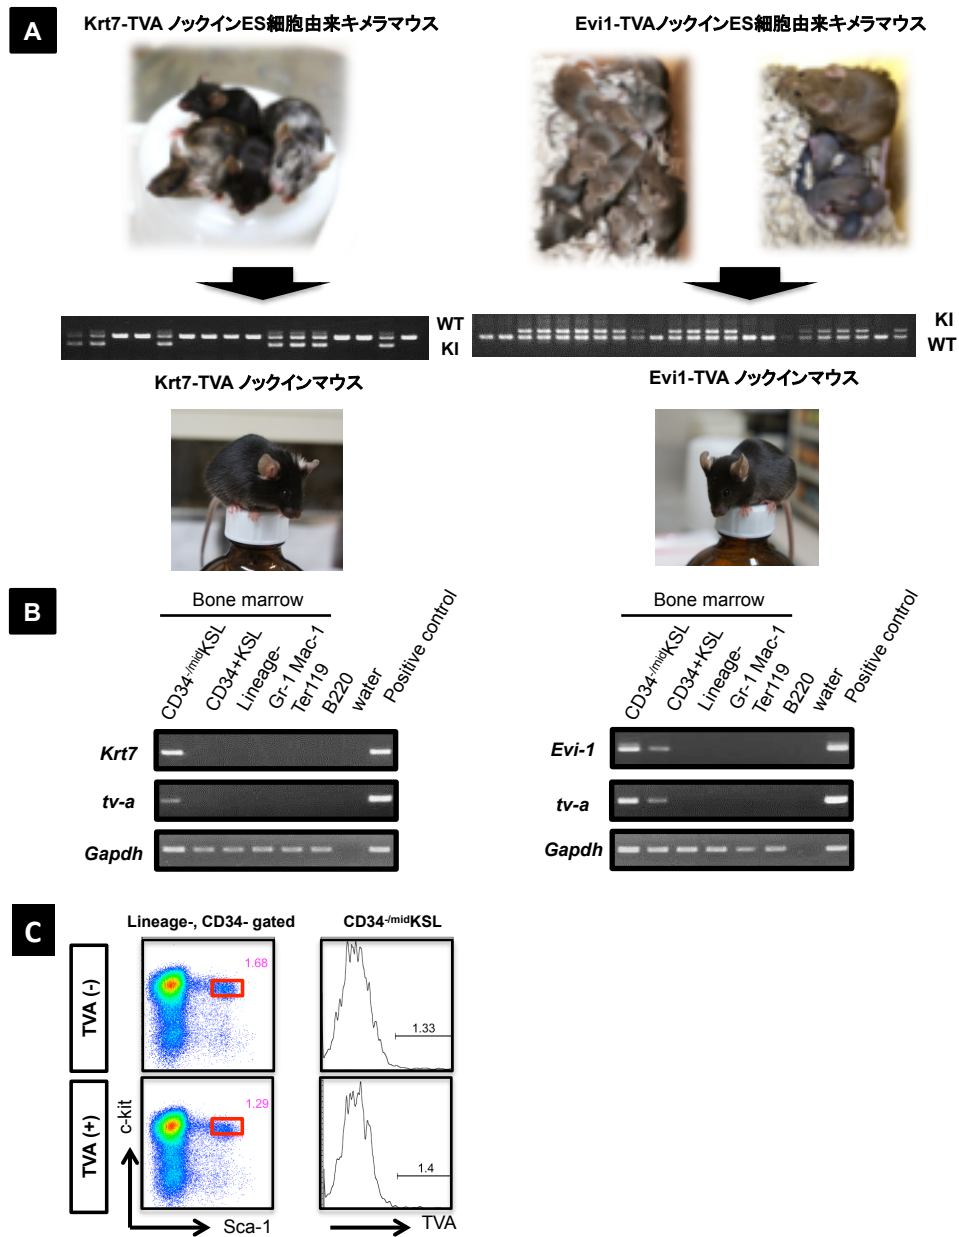 A
Krt7-TVA ノックインES細胞由来キメラマウス
Evi1-TVAノックインES細胞由来キメラマウス
WT
KI
KI
WT
Krt7-TVA ノックインマウス
Evi1-TVA ノックインマウス
B
Bone marrow
CD34-/midKSL
CD34+KSL
Lineage-
Gr-1 Mac-1
Ter119
B220
water
Positive control
Krt7
tv-a
Gapdh
Bone marrow
CD34-/midKSL
CD34+KSL
Lineage-
Gr-1 Mac-1
Ter119
B220
water
Positive control
Evi-1
tv-a
Gapdh
C
Lineage-, CD34- gated
CD34-/midKSL
TVA (-)
1.68
1.33
TVA (+)
1.29
1.4
c-kit
Sca-1
TVA